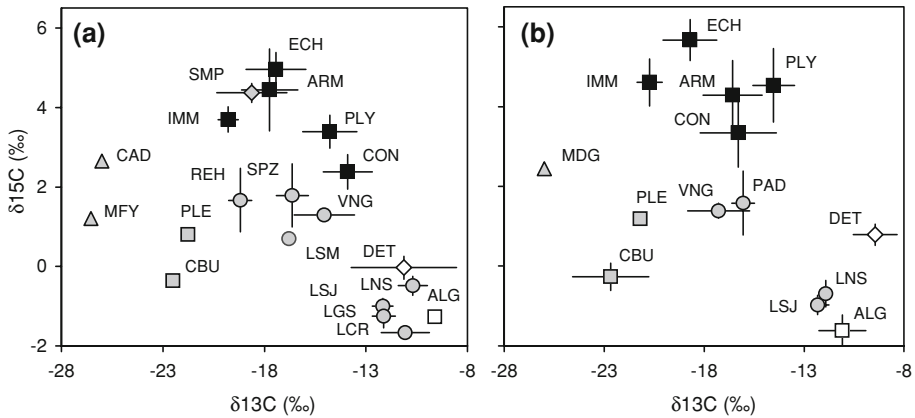 (a)
6
4
2
0
-2
-28
-23
-18
-13
-8
δ15C (‰)
δ13C (‰)
ECH
SMP
ARM
IMM
PLY
CON
CAD
REH
SPZ
MFY
PLE
VNG
LSM
CBU
DET
LSJ
LNS
ALG
LGS
LCR
(b)
-28
-23
-18
-13
-8
δ13C (‰)
ECH
IMM
ARM
PLY
CON
MDG
PLE
VNG
PAD
DET
CBU
LNS
LSJ
ALG